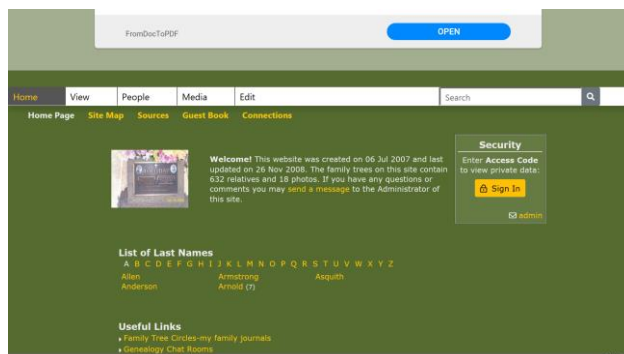 FromDocToPDF
OPEN
Home View People Media Edit Search
Home Page Site Map Sources Guest Book Connections
Welcome! This website was created on 06 Jul 2007 and last
updated on 26 Nov 2008. The family trees on this site contain
632 relatives and 18 photos. If you have any questions or
comments you may send a message to the Administrator of
this site.
Security
Enter Access Code
to view private data:
Sign In
admin
List of Last Names
A B C D E F G H I J K L M N O P Q R S T U V W X Y Z
Allen Armstrong Asquith
Anderson Arnold (7)
Useful Links
Family Tree Circles-my family journals
Genealogy Chat Rooms